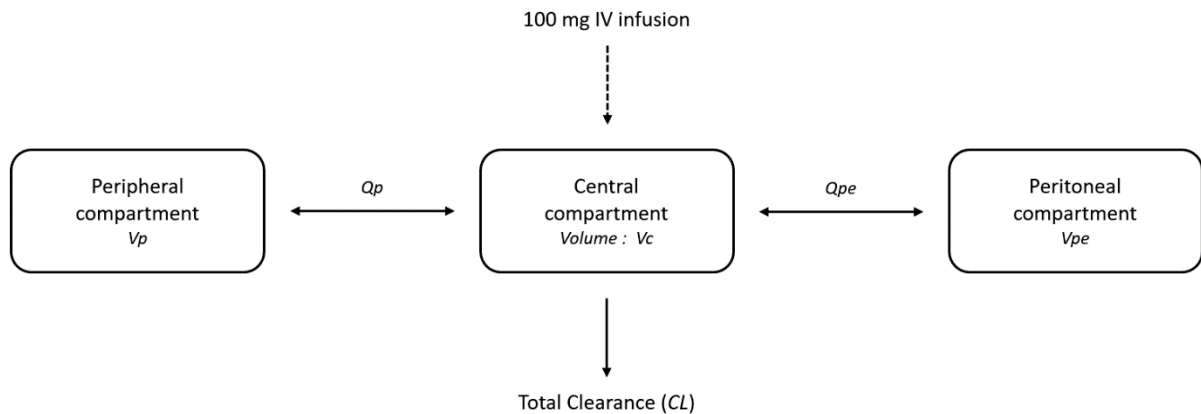 100 mg IV infusion
Peripheral
compartment
Vp
Qp
Central
compartment
Volume : Vc
Qpe
Peritoneal
compartment
Vpe
Total Clearance (CL)